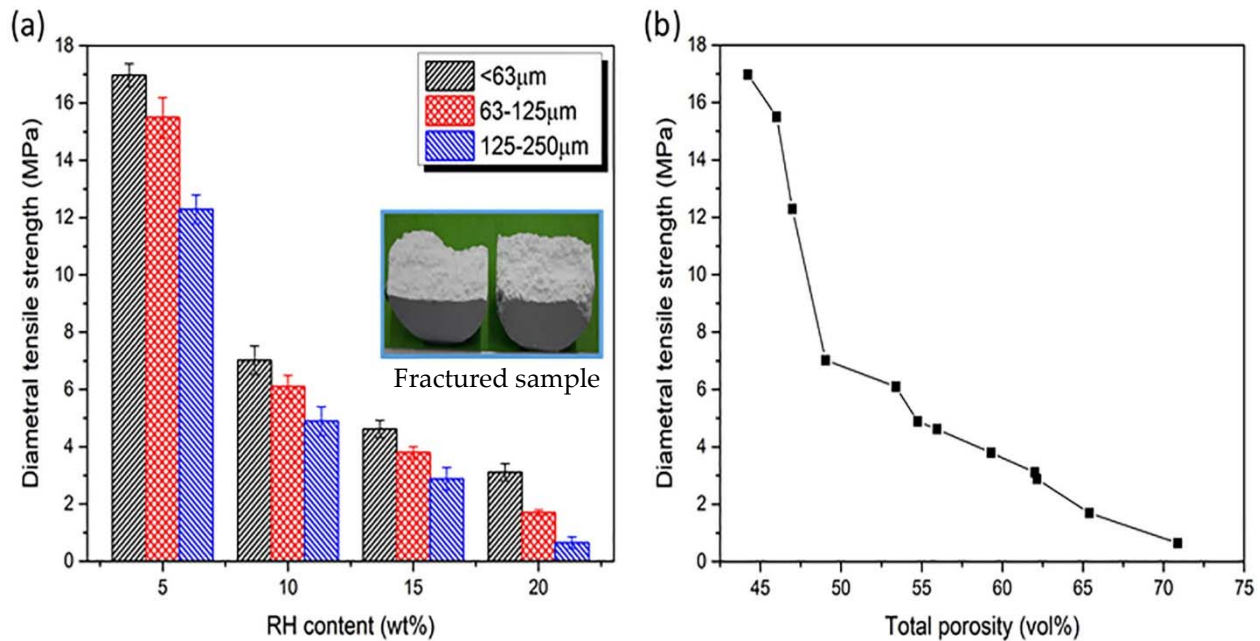 (a)
18
16
14
12
10
8
6
4
2
0
Diametral tensile strength (MPa)
<63μm
63-125μm
125-250μm
Fractured sample
5 10 15 20
RH content (wt%)
(b)
18
16
14
12
10
8
6
4
2
0
Diametral tensile strength (MPa)
45 50 55 60 65 70 75
Total porosity (vol%)